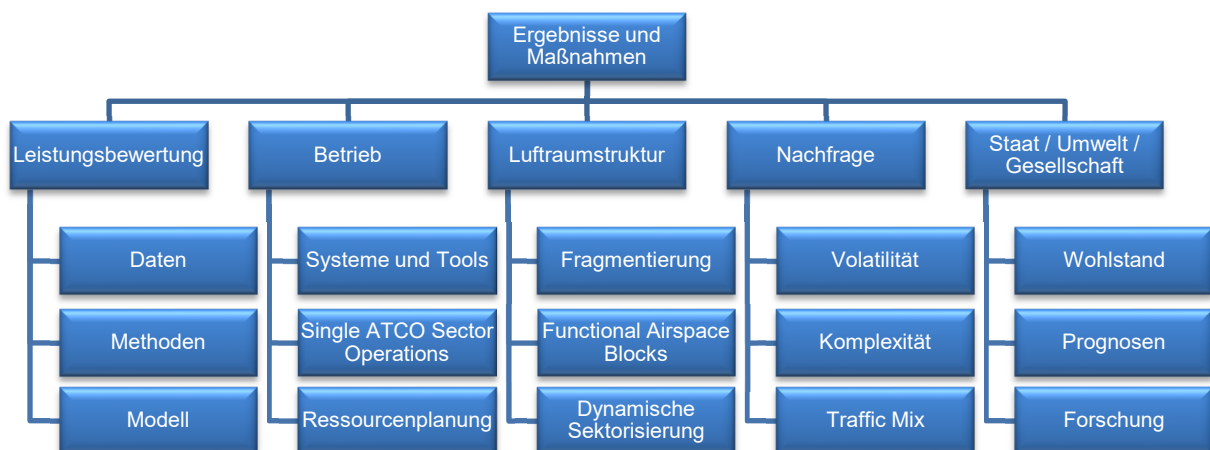 Ergebnisse und
Maßnahmen
Leistungsbewertung
Betrieb
Luftraumstruktur
Nachfrage
Staat / Umwelt /
Gesellschaft
Daten
Systeme und Tools
Fragmentierung
Volatilität
Wohlstand
Methoden
Single ATCO Sector
Operations
Functional Airspace
Blocks
Komplexität
Prognosen
Modell
Ressourcenplanung
Dynamische
Sektorisierung
Traffic Mix
Forschung